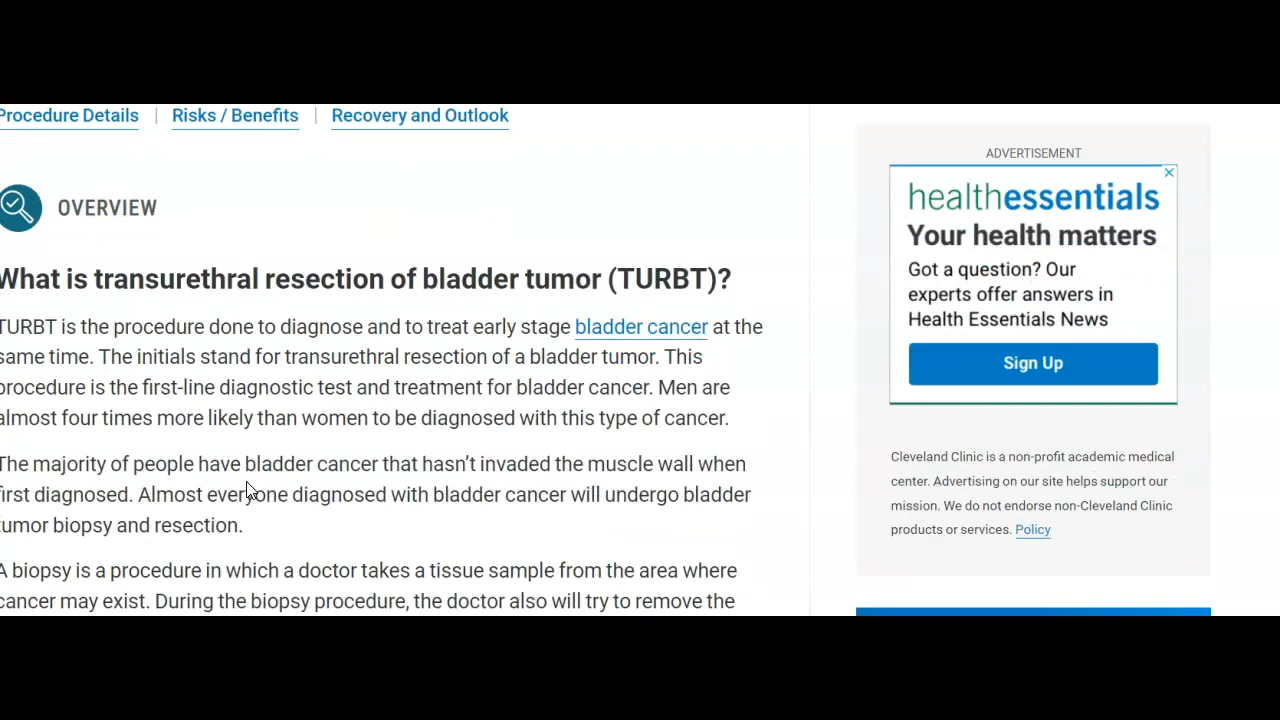 Procedure Details | Risks / Benefits | Recovery and Outlook
OVERVIEW
What is transurethral resection of bladder tumor (TURBT)?
TURBT is the procedure done to diagnose and to treat early stage bladder cancer at the
same time. The initials stand for transurethral resection of a bladder tumor. This
procedure is the first-line diagnostic test and treatment for bladder cancer. Men are
almost four times more likely than women to be diagnosed with this type of cancer.
The majority of people have bladder cancer that hasn’t invaded the muscle wall when
first diagnosed. Almost everyone diagnosed with bladder cancer will undergo bladder
tumor biopsy and resection.
A biopsy is a procedure in which a doctor takes a tissue sample from the area where
cancer may exist. During the biopsy procedure, the doctor also will try to remove the
ADVERTISEMENT
healthessentials
Your health matters
Got a question? Our
experts offer answers in
Health Essentials News
Sign Up
Cleveland Clinic is a non-profit academic medical
center. Advertising on our site helps support our
mission. We do not endorse non-Cleveland Clinic
products or services. Policy